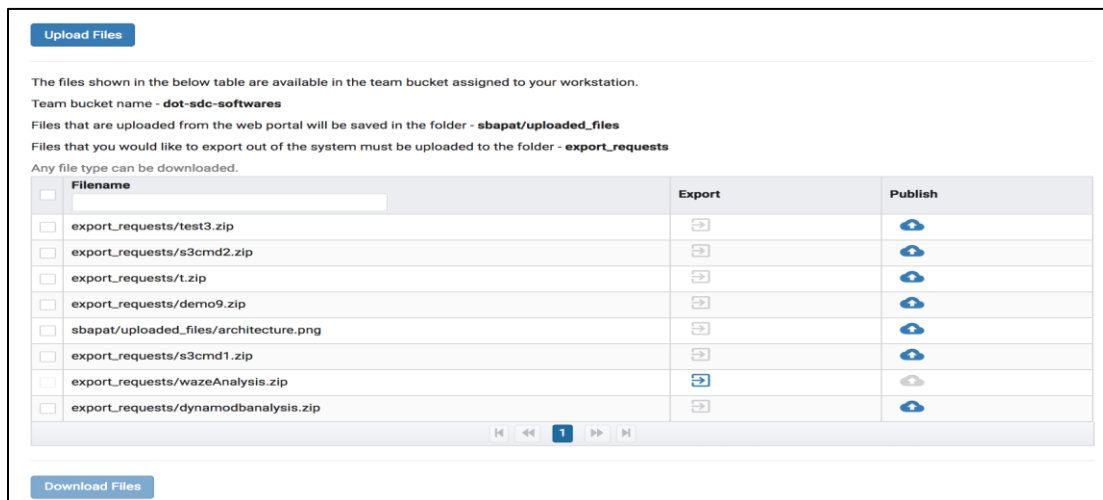 Upload Files
The files shown in the below table are available in the team bucket assigned to your workstation.
Team bucket name - dot-sdc-softwares
Files that are uploaded from the web portal will be saved in the folder - sbapat/uploaded_files
Files that you would like to export out of the system must be uploaded to the folder - export_requests
Any file type can be downloaded.
Filename Export Publish
export_requests/test3.zip
export_requests/s3cmd2.zip
export_requests/t.zip
export_requests/demo9.zip
sbapat/uploaded_files/architecture.png
export_requests/s3cmd1.zip
export_requests/wazeAnalysis.zip
export_requests/dynamodbanalysis.zip
1
Download Files